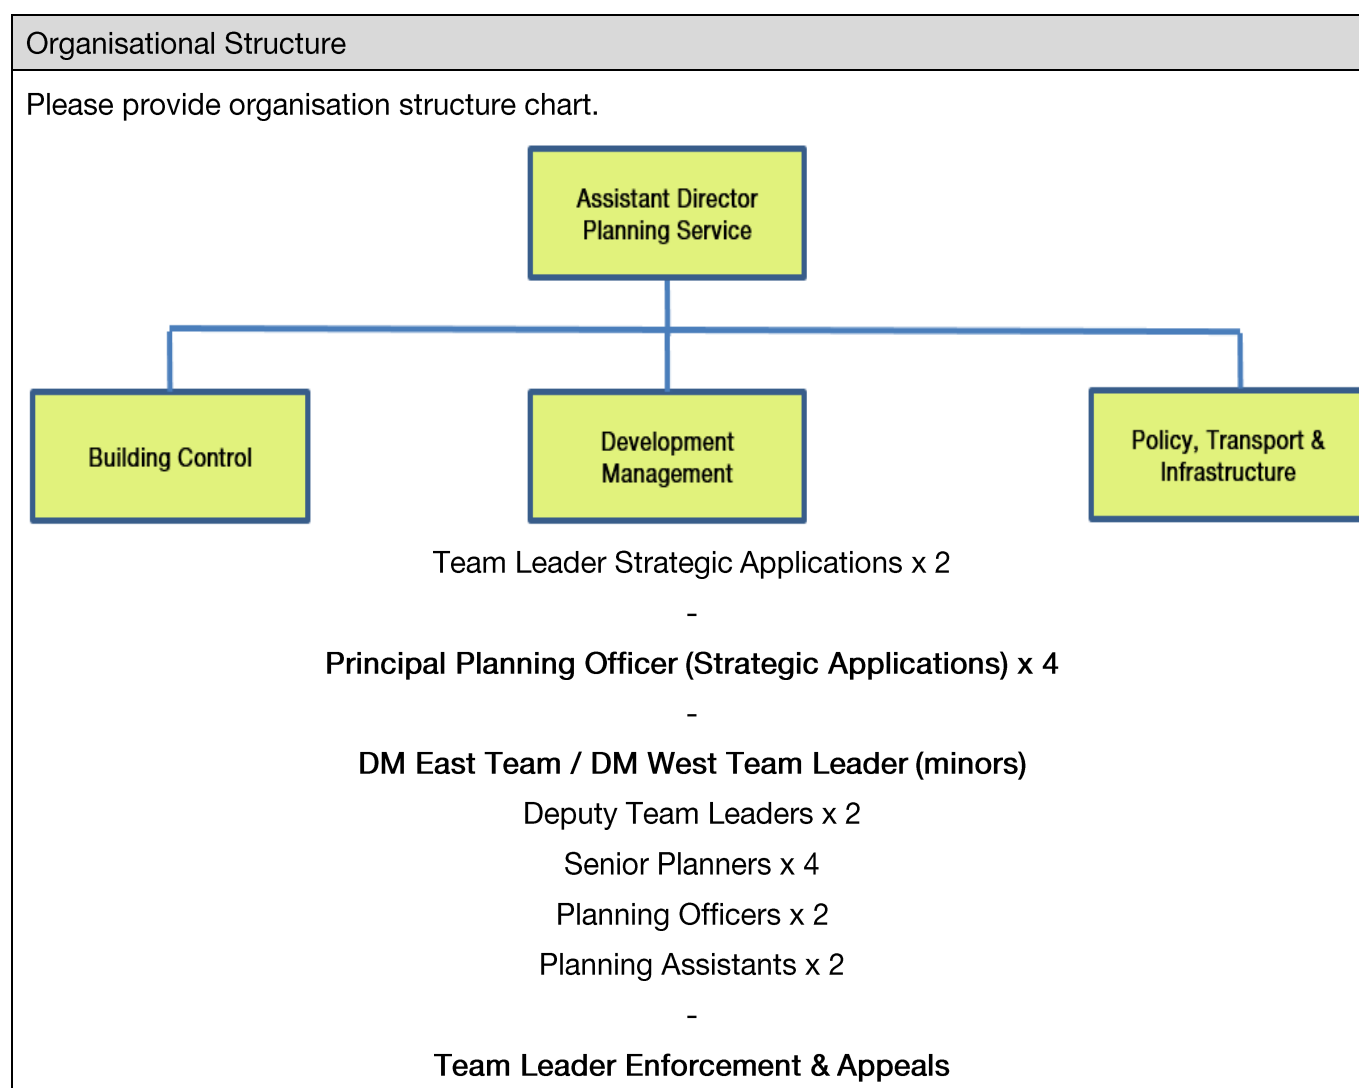 Organisational Structure
Please provide organisation structure chart.
Assistant Director
Planning Service
Building Control
Development
Management
Policy, Transport &
Infrastructure
Team Leader Strategic Applications x 2
-
Principal Planning Officer (Strategic Applications) x 4
-
DM East Team / DM West Team Leader (minors)
Deputy Team Leaders x 2
Senior Planners x 4
Planning Officers x 2
Planning Assistants x 2
-
Team Leader Enforcement & Appeals